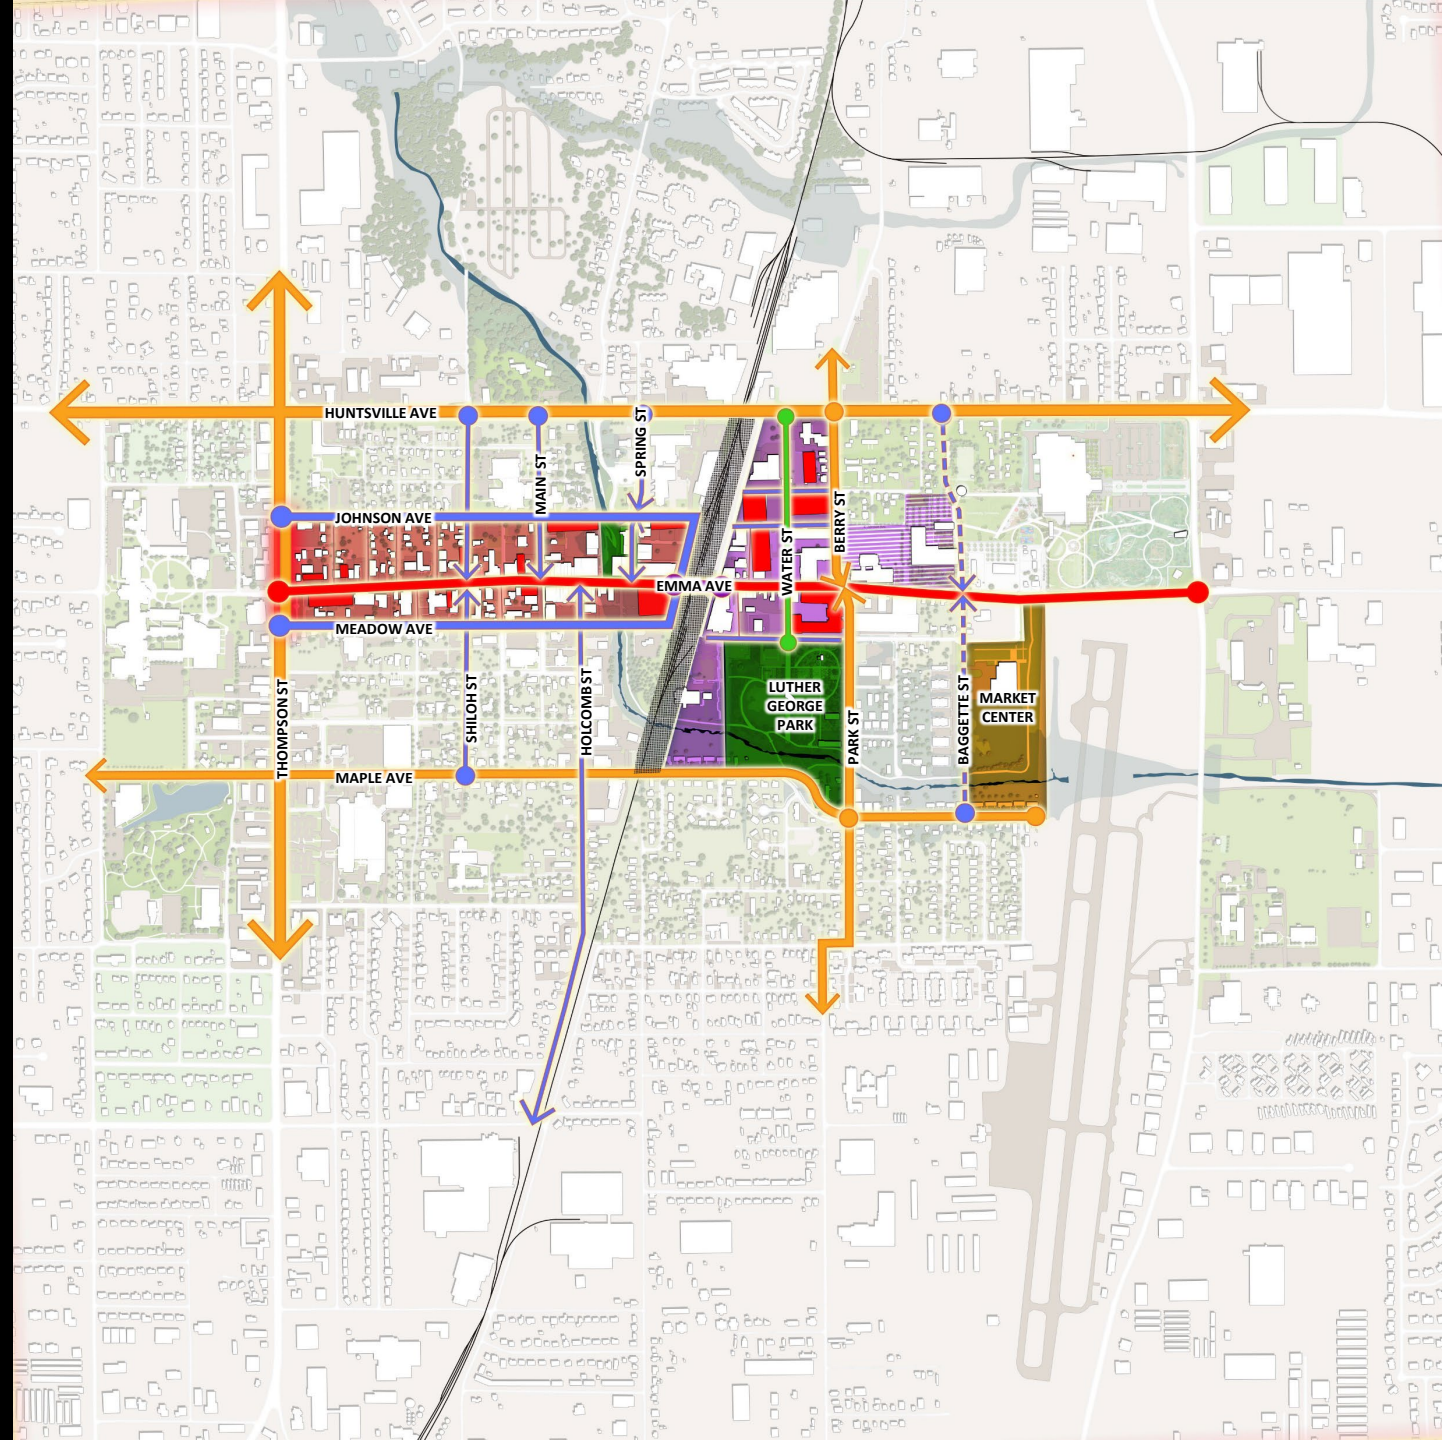 HUNTSVILLE AVE
SPRING ST
MAIN ST
JOHNSON AVE
BERRY ST
WATER ST
EMMA AVE
MEADOW AVE
THOMPSON ST
SHILOH ST
HOLCOMB ST
LUTHER
GEORGE
PARK
PARK ST
BAGGETTE ST
MARKET
CENTER
MAPLE AVE